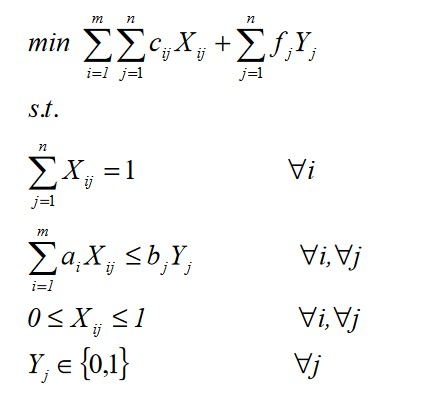 min ∑_{i=1}^{m} ∑_{j=1}^{n} c_{ij} X_{ij} + ∑_{j=1}^{n} f_j Y_j
s.t.
∑_{j=1}^{n} X_{ij} = 1 ∀i
∑_{i=1}^{m} a_i X_{ij} ≤ b_j Y_j ∀i,∀j
0 ≤ X_{ij} ≤ 1 ∀i,∀j
Y_j ∈ {0,1} ∀j